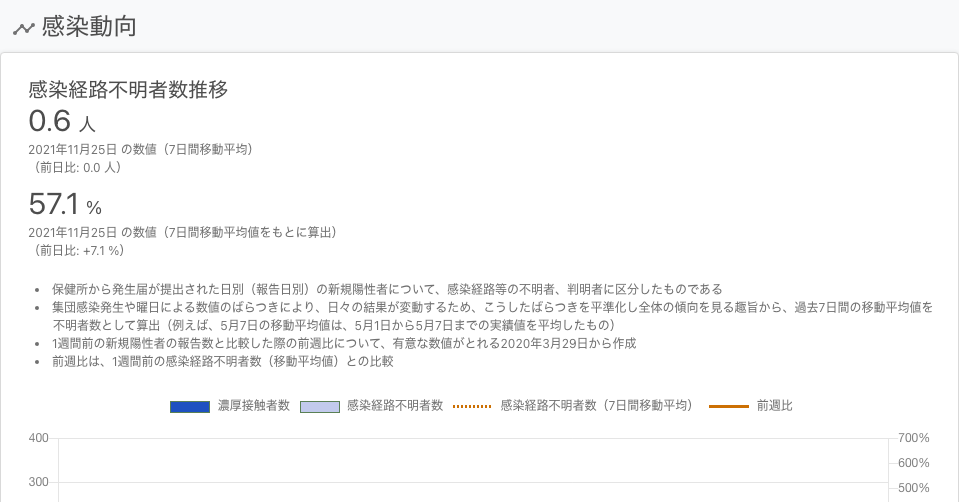 感染動向
感染経路不明者数推移
0.6 人
2021年11月25日 の数値（7日間移動平均）
（前日比: 0.0 人）
57.1 %
2021年11月25日 の数値（7日間移動平均値をもとに算出）
（前日比: +7.1 %）
• 保健所から発生届が提出された日別（報告日別）の新規陽性者について、感染経路等の不明者、判明者に区分したものである
• 集団感染発生や曜日による数値のばらつきにより、日々の結果が変動するため、こうしたばらつきを平準化し全体の傾向を見る趣旨から、過去7日間の移動平均値を
不明者数として算出（例えば、5月7日の移動平均値は、5月1日から5月7日までの実績値を平均したもの）
• 1週間前の新規陽性者の報告数と比較した際の前週比について、有意な数値がとれる2020年3月29日から作成
• 前週比は、1週間前の感染経路不明者数（移動平均値）との比較
濃厚接触者数 感染経路不明者数 感染経路不明者数（7日間移動平均） 前週比
400 700%
600%
300 500%